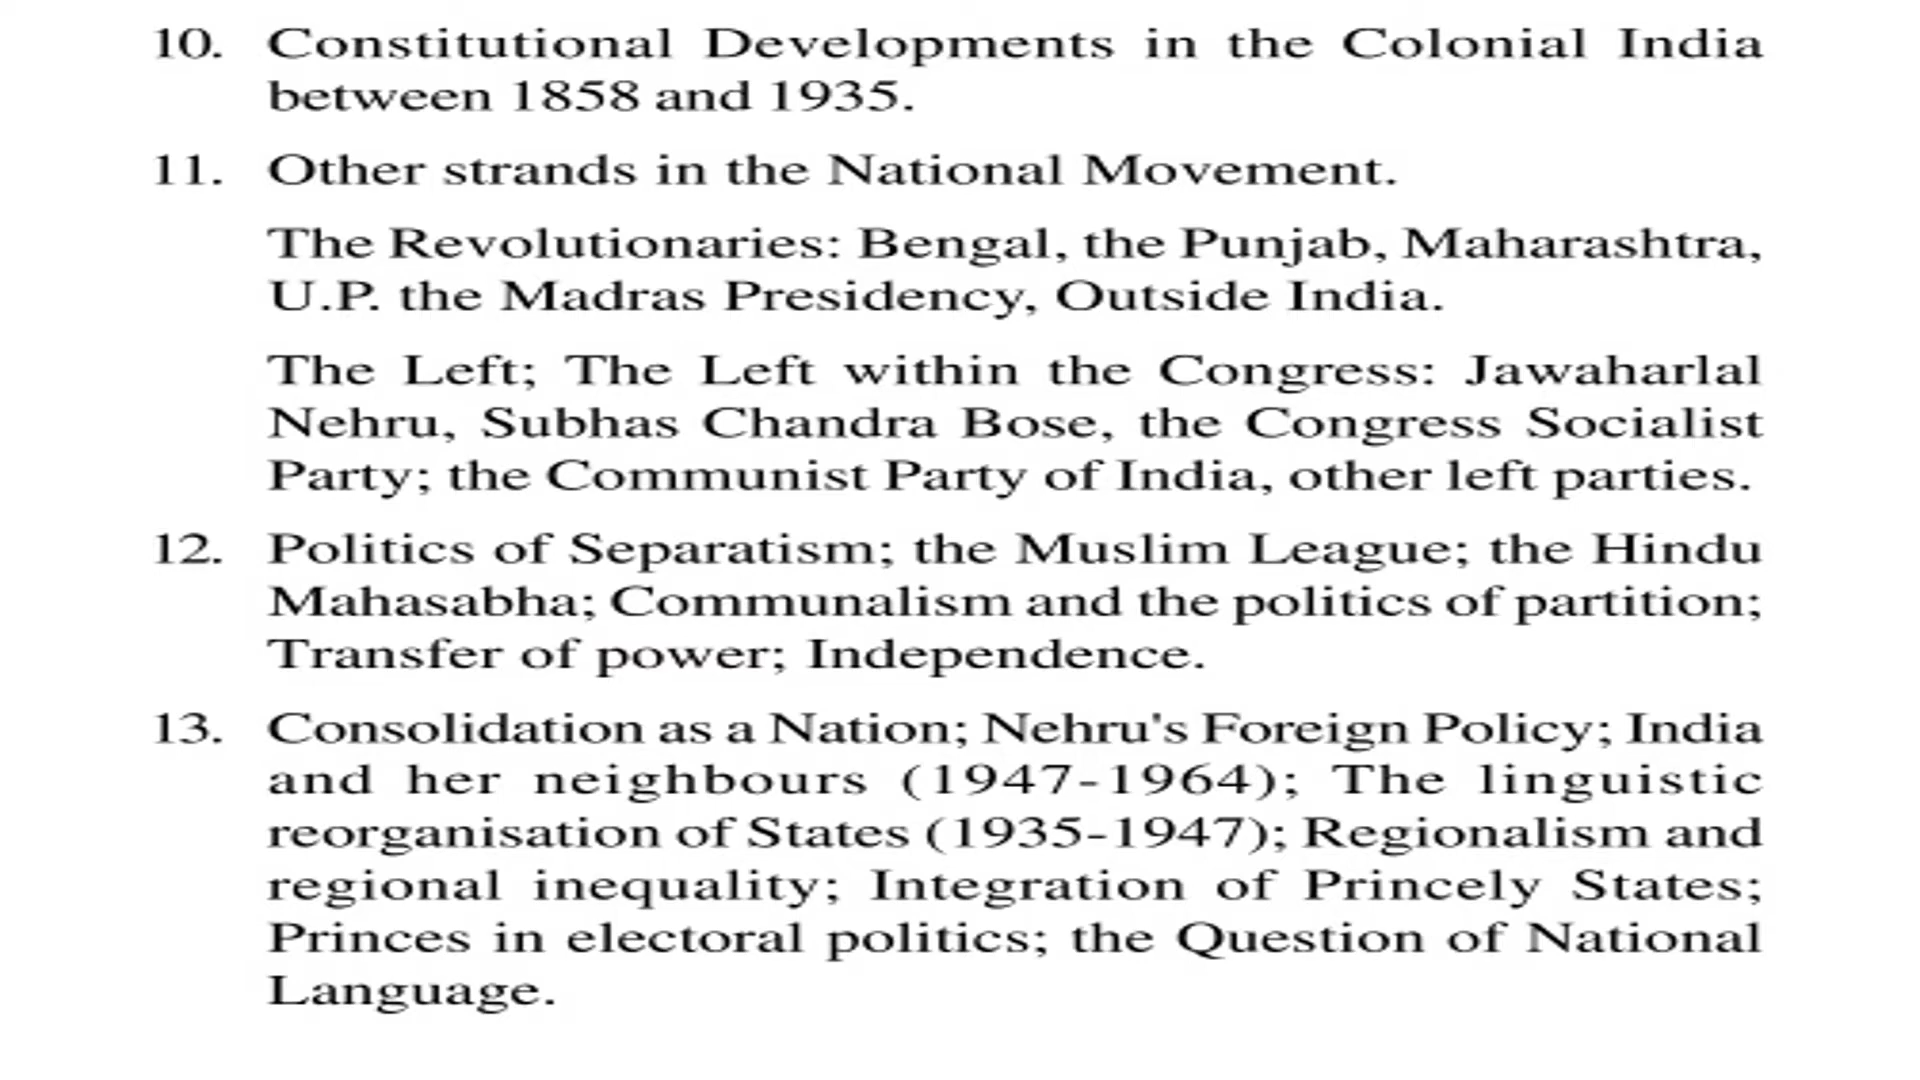 10. Constitutional Developments in the Colonial India
between 1858 and 1935.
11. Other strands in the National Movement.
The Revolutionaries: Bengal, the Punjab, Maharashtra,
U.P. the Madras Presidency, Outside India.
The Left; The Left within the Congress: Jawaharlal
Nehru, Subhas Chandra Bose, the Congress Socialist
Party; the Communist Party of India, other left parties.
12. Politics of Separatism; the Muslim League; the Hindu
Mahasabha; Communalism and the politics of partition;
Transfer of power; Independence.
13. Consolidation as a Nation; Nehru's Foreign Policy; India
and her neighbours (1947-1964); The linguistic
reorganisation of States (1935-1947); Regionalism and
regional inequality; Integration of Princely States;
Princes in electoral politics; the Question of National
Language.